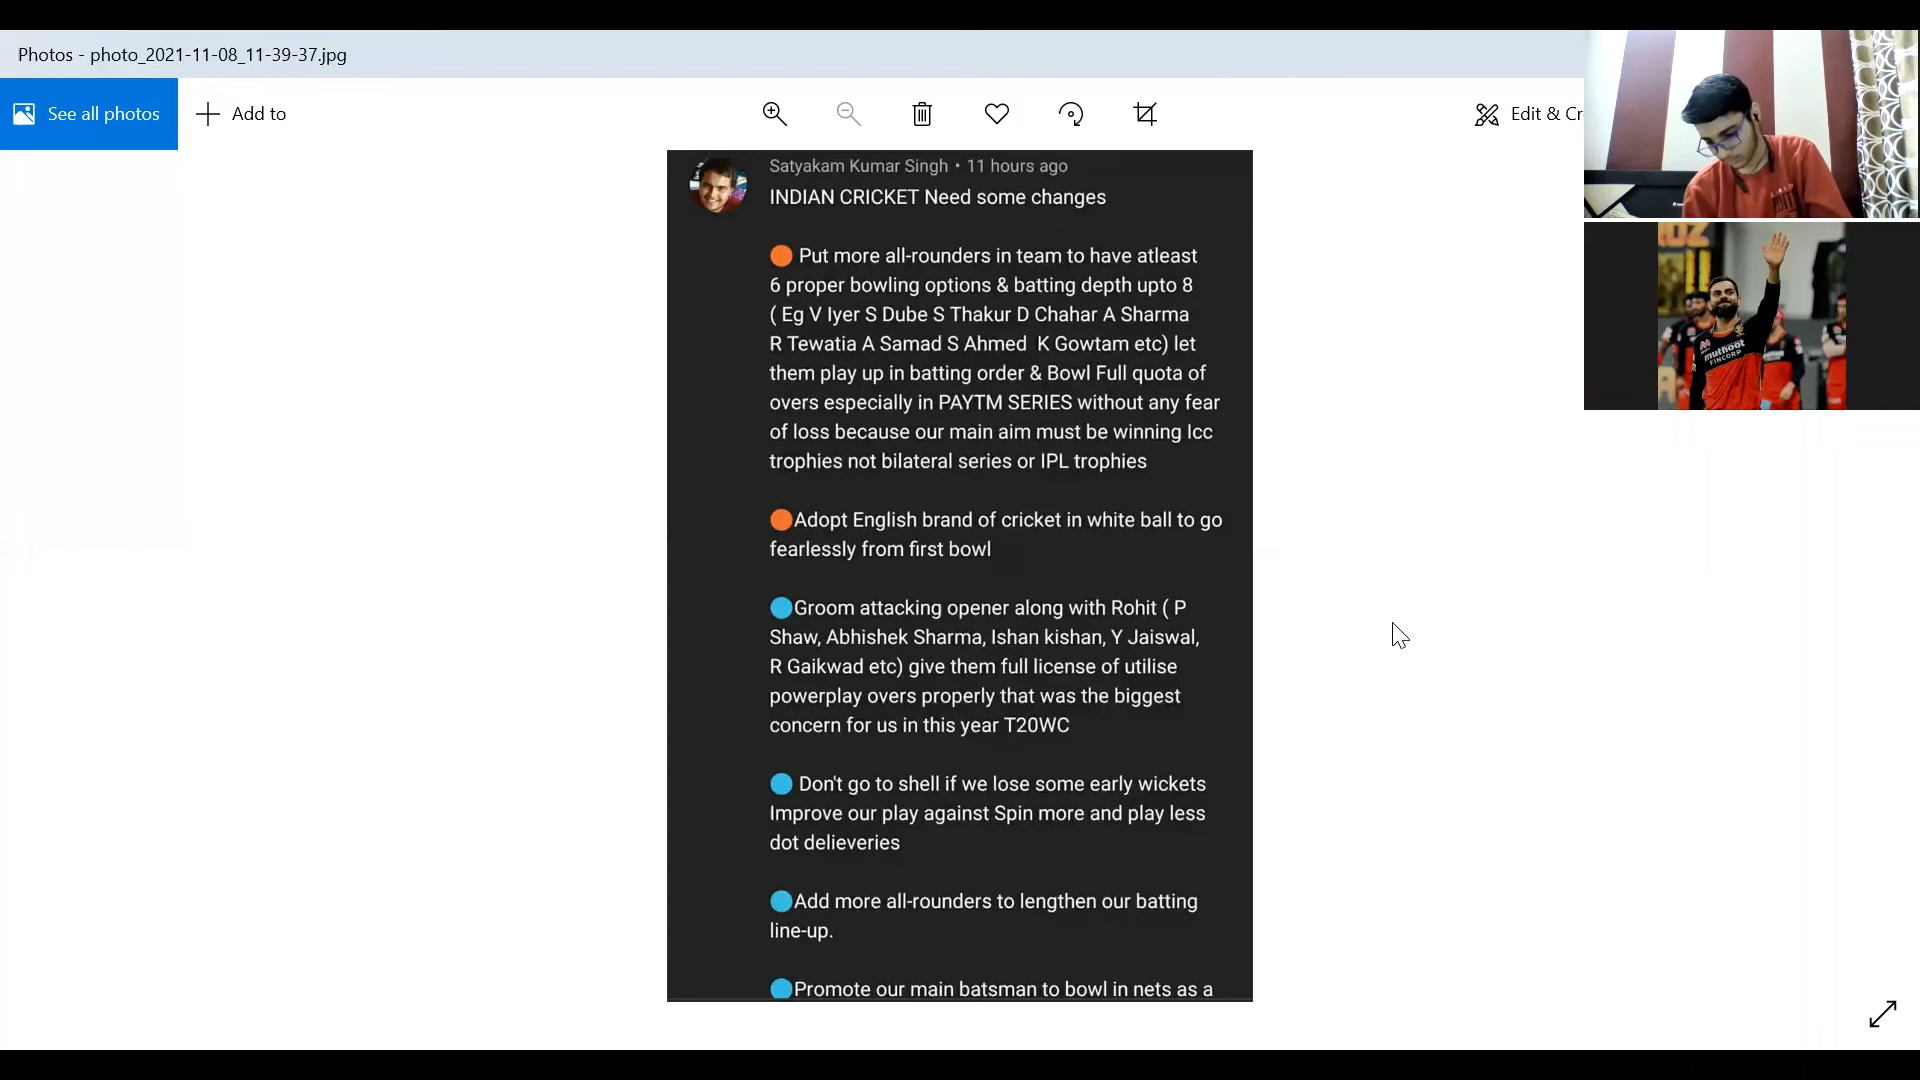 Photos - photo_2021-11-08_11-39-37.jpg
See all photos
Add to
Edit & Cr
Satyakam Kumar Singh • 11 hours ago
INDIAN CRICKET Need some changes
Put more all-rounders in team to have atleast
6 proper bowling options & batting depth upto 8
( Eg V Iyer S Dube S Thakur D Chahar A Sharma
R Tewatia A Samad S Ahmed K Gowtam etc) let
them play up in batting order & Bowl Full quota of
overs especially in PAYTM SERIES without any fear
of loss because our main aim must be winning Icc
trophies not bilateral series or IPL trophies
Adopt English brand of cricket in white ball to go
fearlessly from first bowl
Groom attacking opener along with Rohit ( P
Shaw, Abhishek Sharma, Ishan kishan, Y Jaiswal,
R Gaikwad etc) give them full license of utilise
powerplay overs properly that was the biggest
concern for us in this year T20WC
Don't go to shell if we lose some early wickets
Improve our play against Spin more and play less
dot delieveries
Add more all-rounders to lengthen our batting
line-up.
Promote our main batsman to bowl in nets as a
muthoot
FINCORP